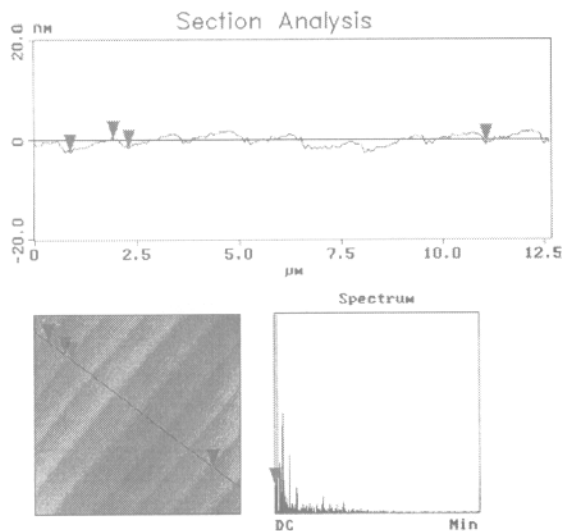 Section Analysis
nM
20.0
0
-20.0
0 2.5 5.0 7.5 10.0 12.5
μM
Spectrum
DC Min